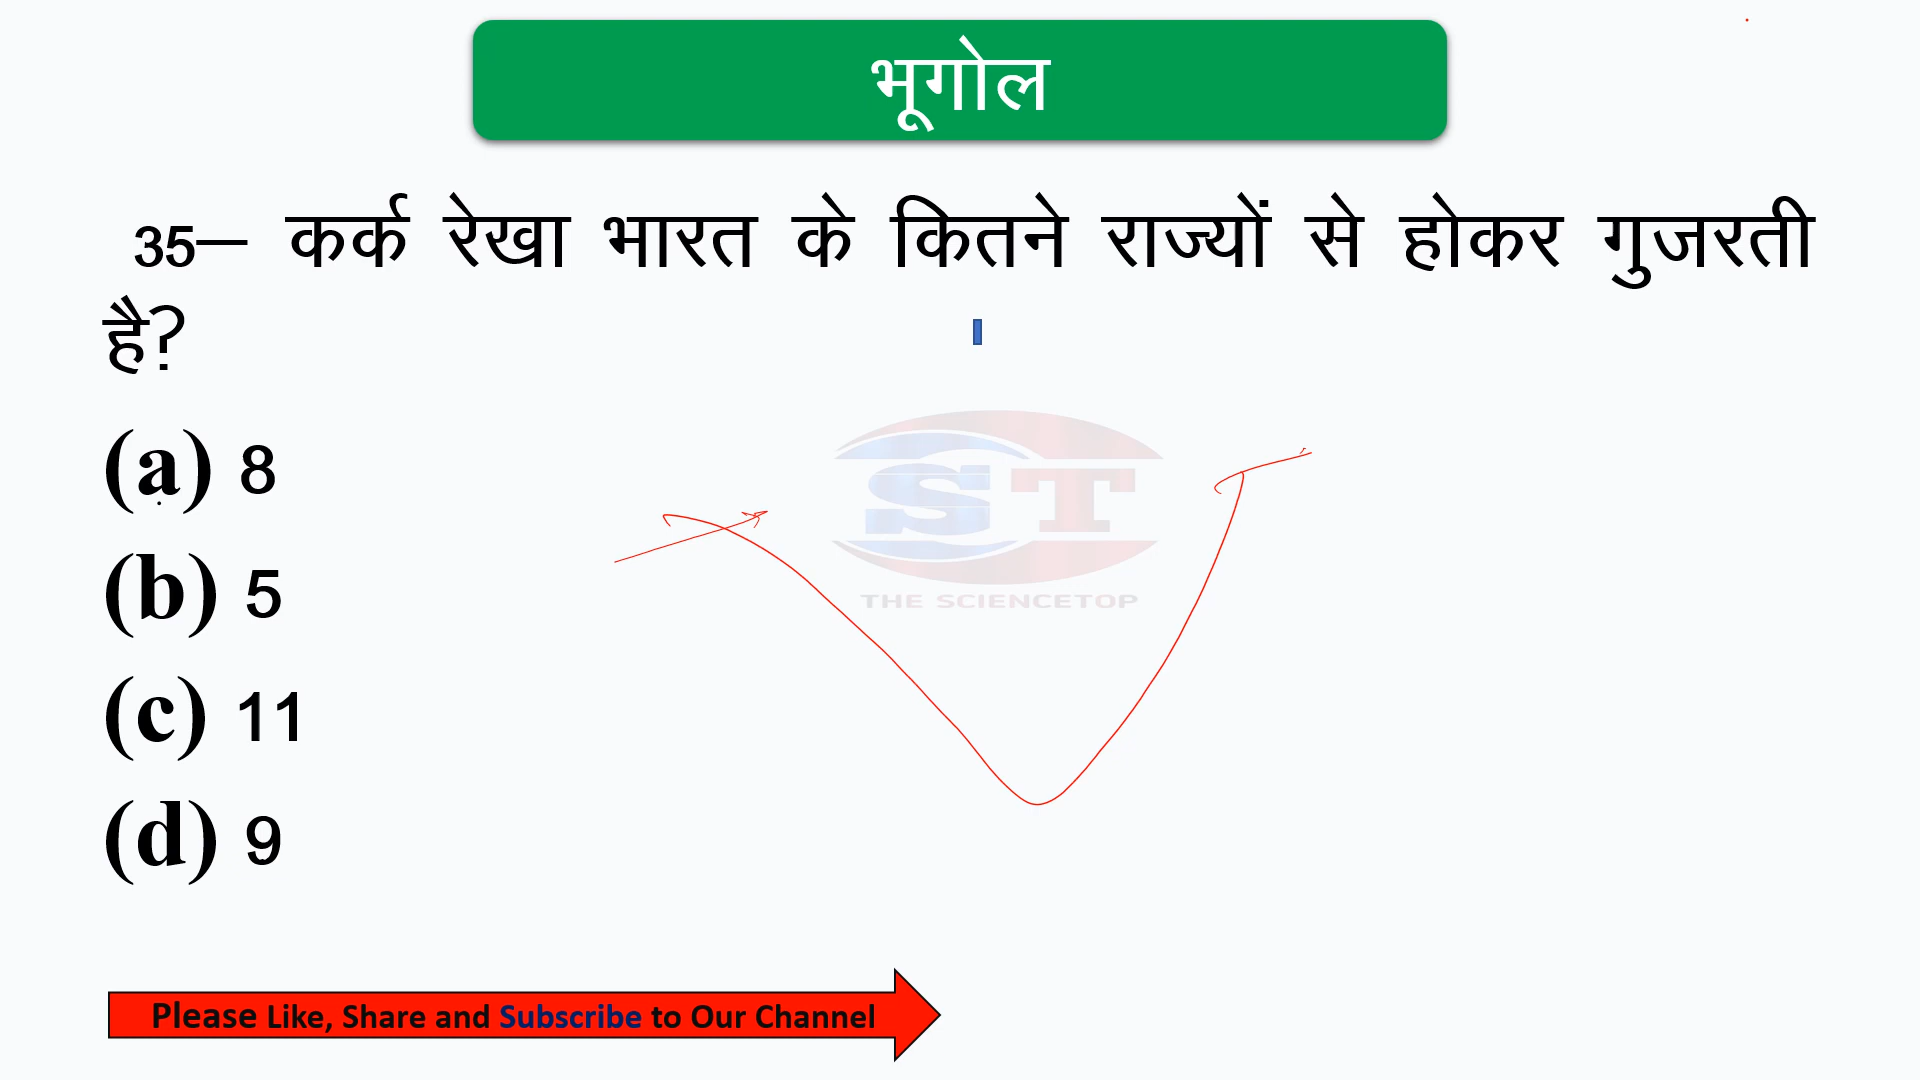 भूगोल
35– कर्क रेखा भारत के कितने राज्यों से होकर गुजरती
है?
(a) 8
(b) 5
(c) 11
(d) 9
ST
THE SCIENCETOP
Please Like, Share and Subscribe to Our Channel